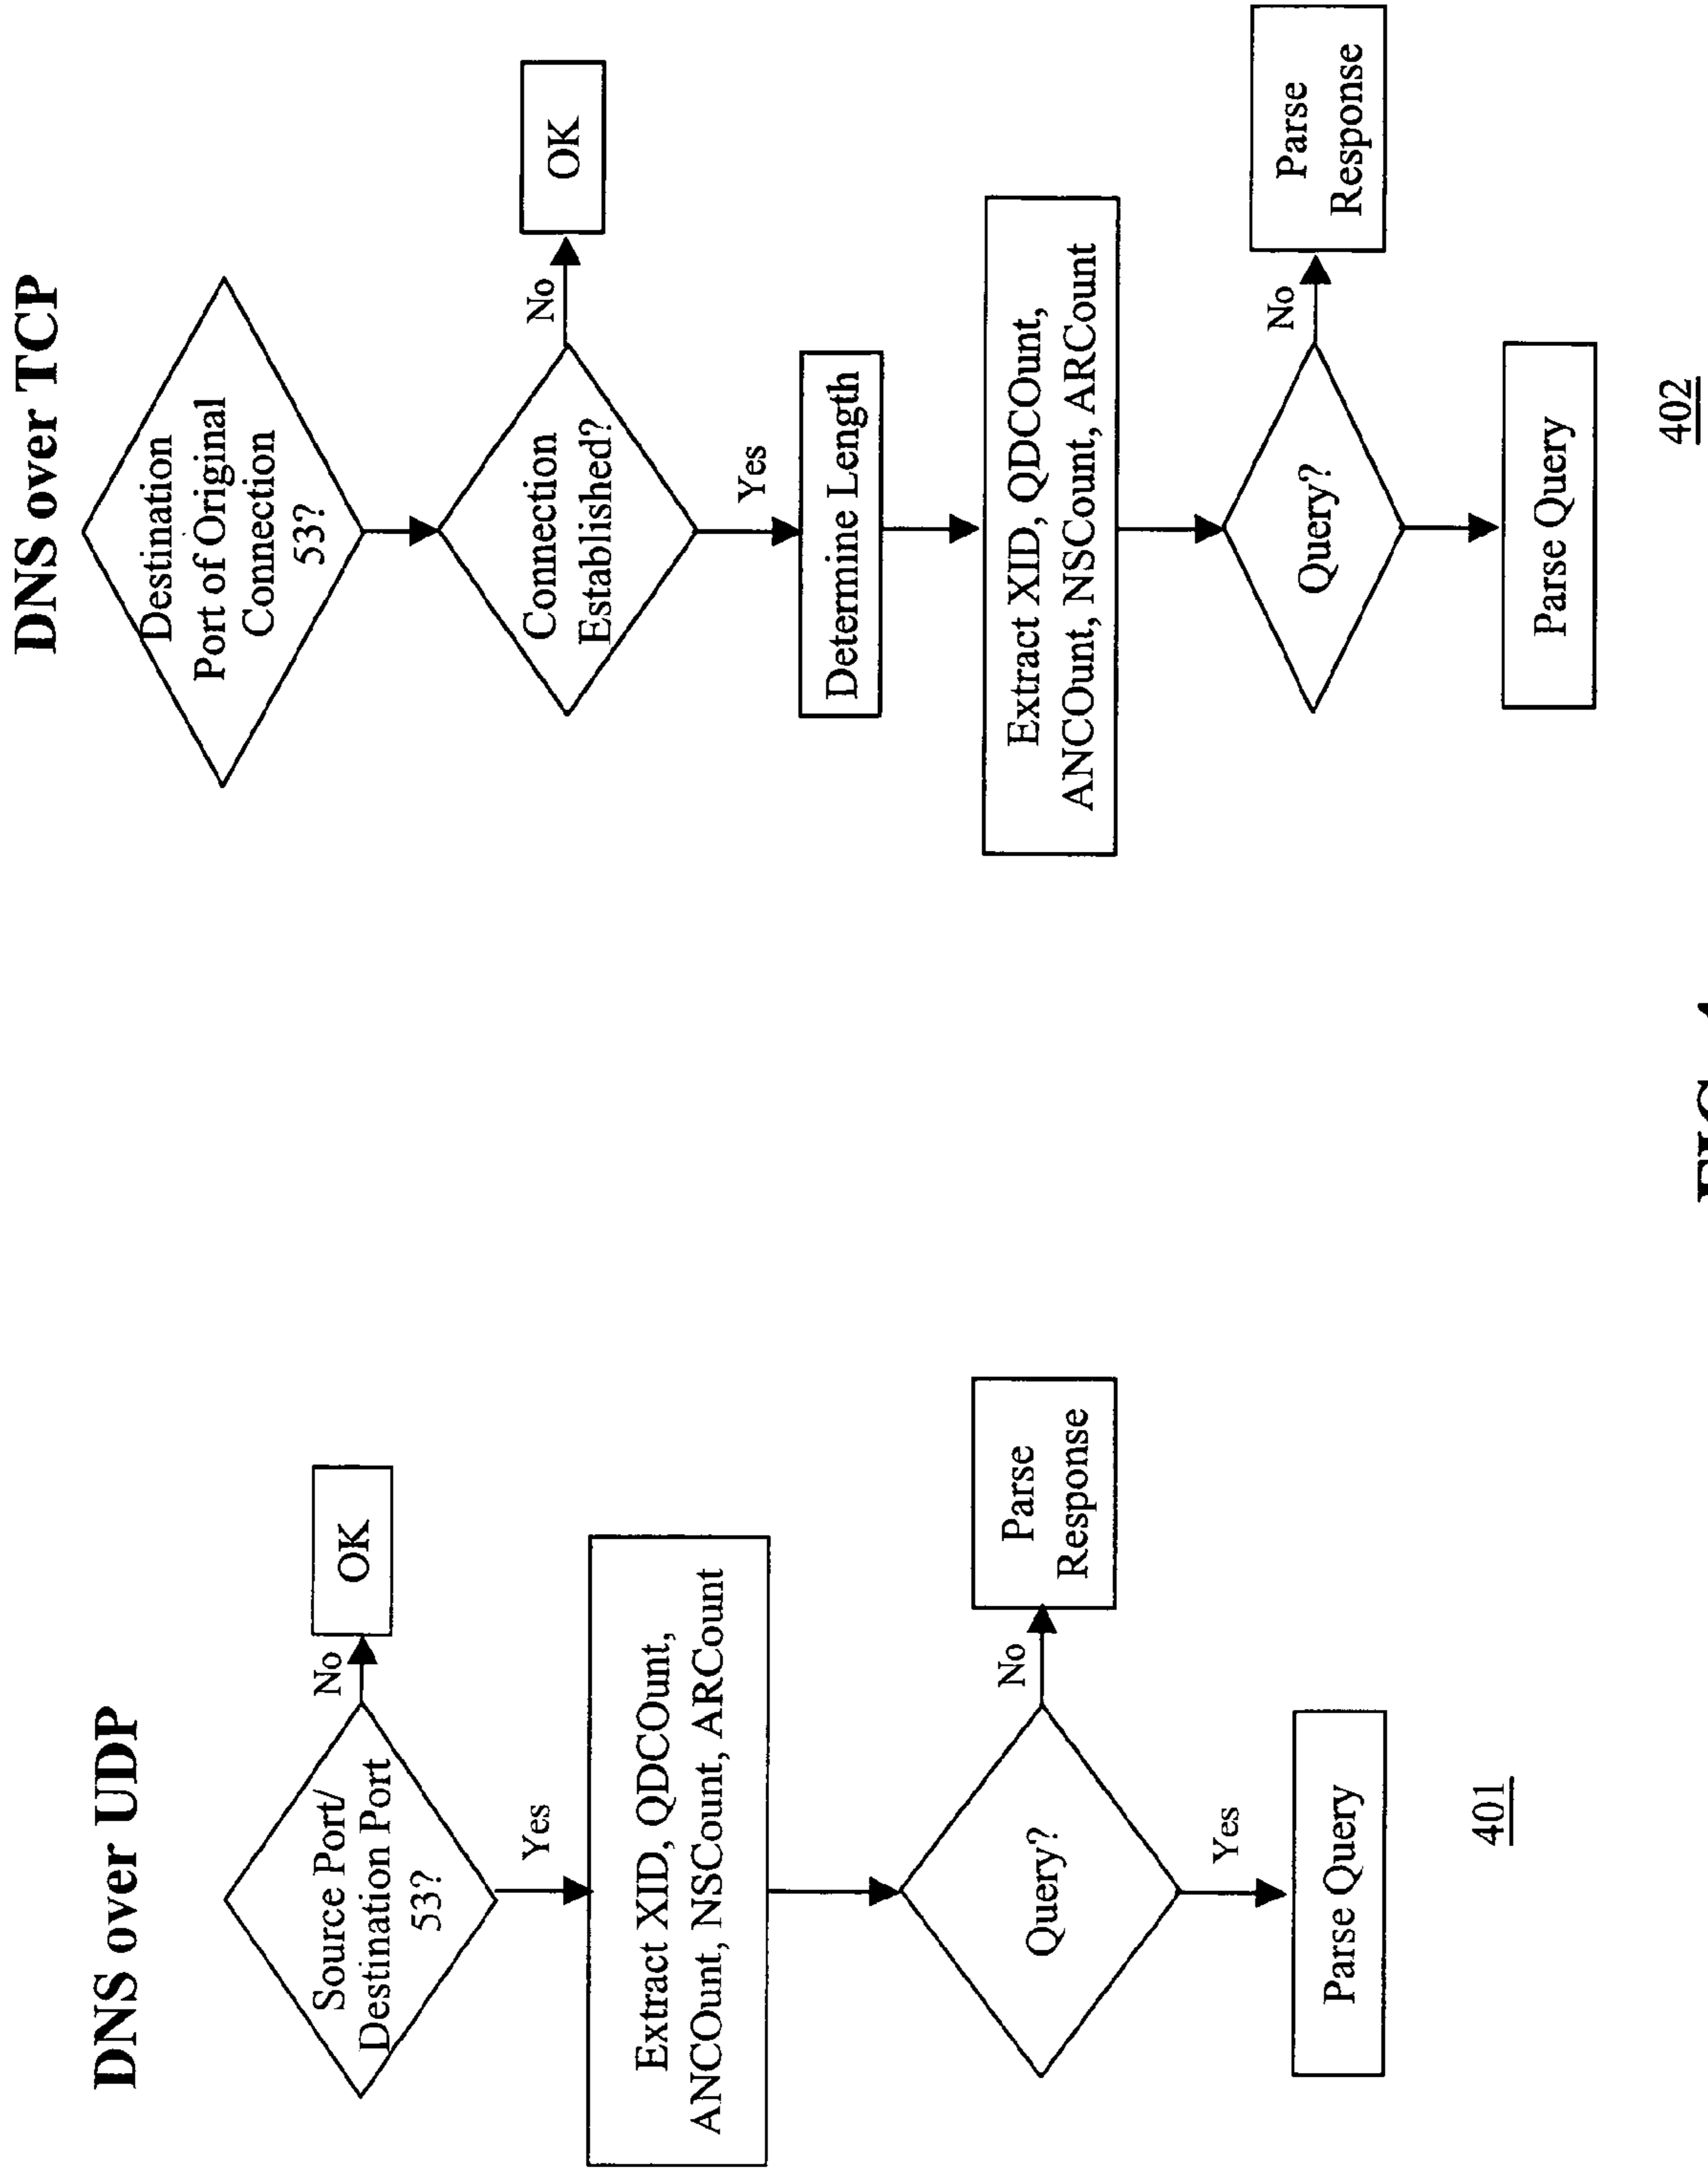 DNS over UDP
Source Port/
Destination Port
53?
No
OK
Yes
Extract XID, QDCOunt,
ANCOunt, NSCount, ARCount
Query?
No
Parse
Response
Yes
Parse Query
401
DNS over TCP
Destination
Port of Original
Connection
53?
Connection
Established?
No
OK
Yes
Determine Length
Extract XID, QDCOunt,
ANCOunt, NSCount, ARCount
Query?
No
Parse
Response
Parse Query
402